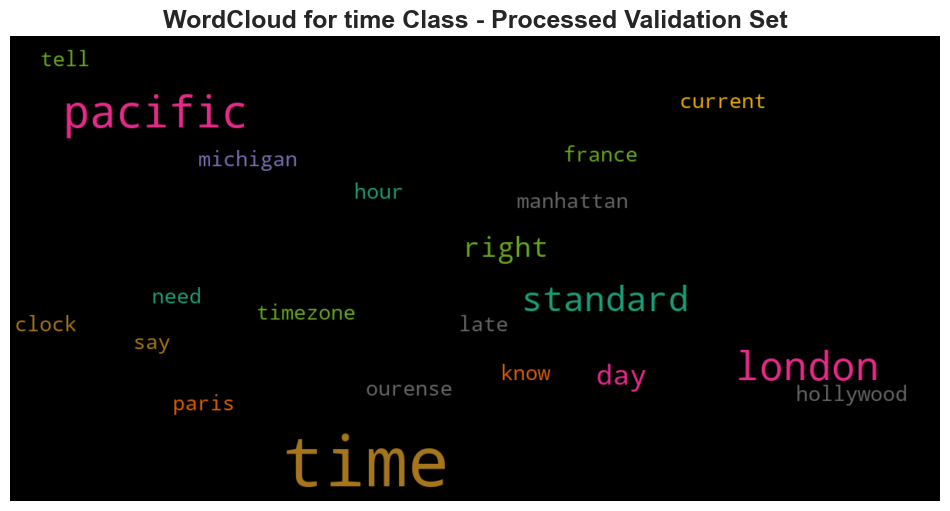 WordCloud for time Class - Processed Validation Set
tell
pacific
current
michigan
france
hour
manhattan
right
need
standard
timezone
clock
late
say
london
know
day
ourense
hollywood
paris
time